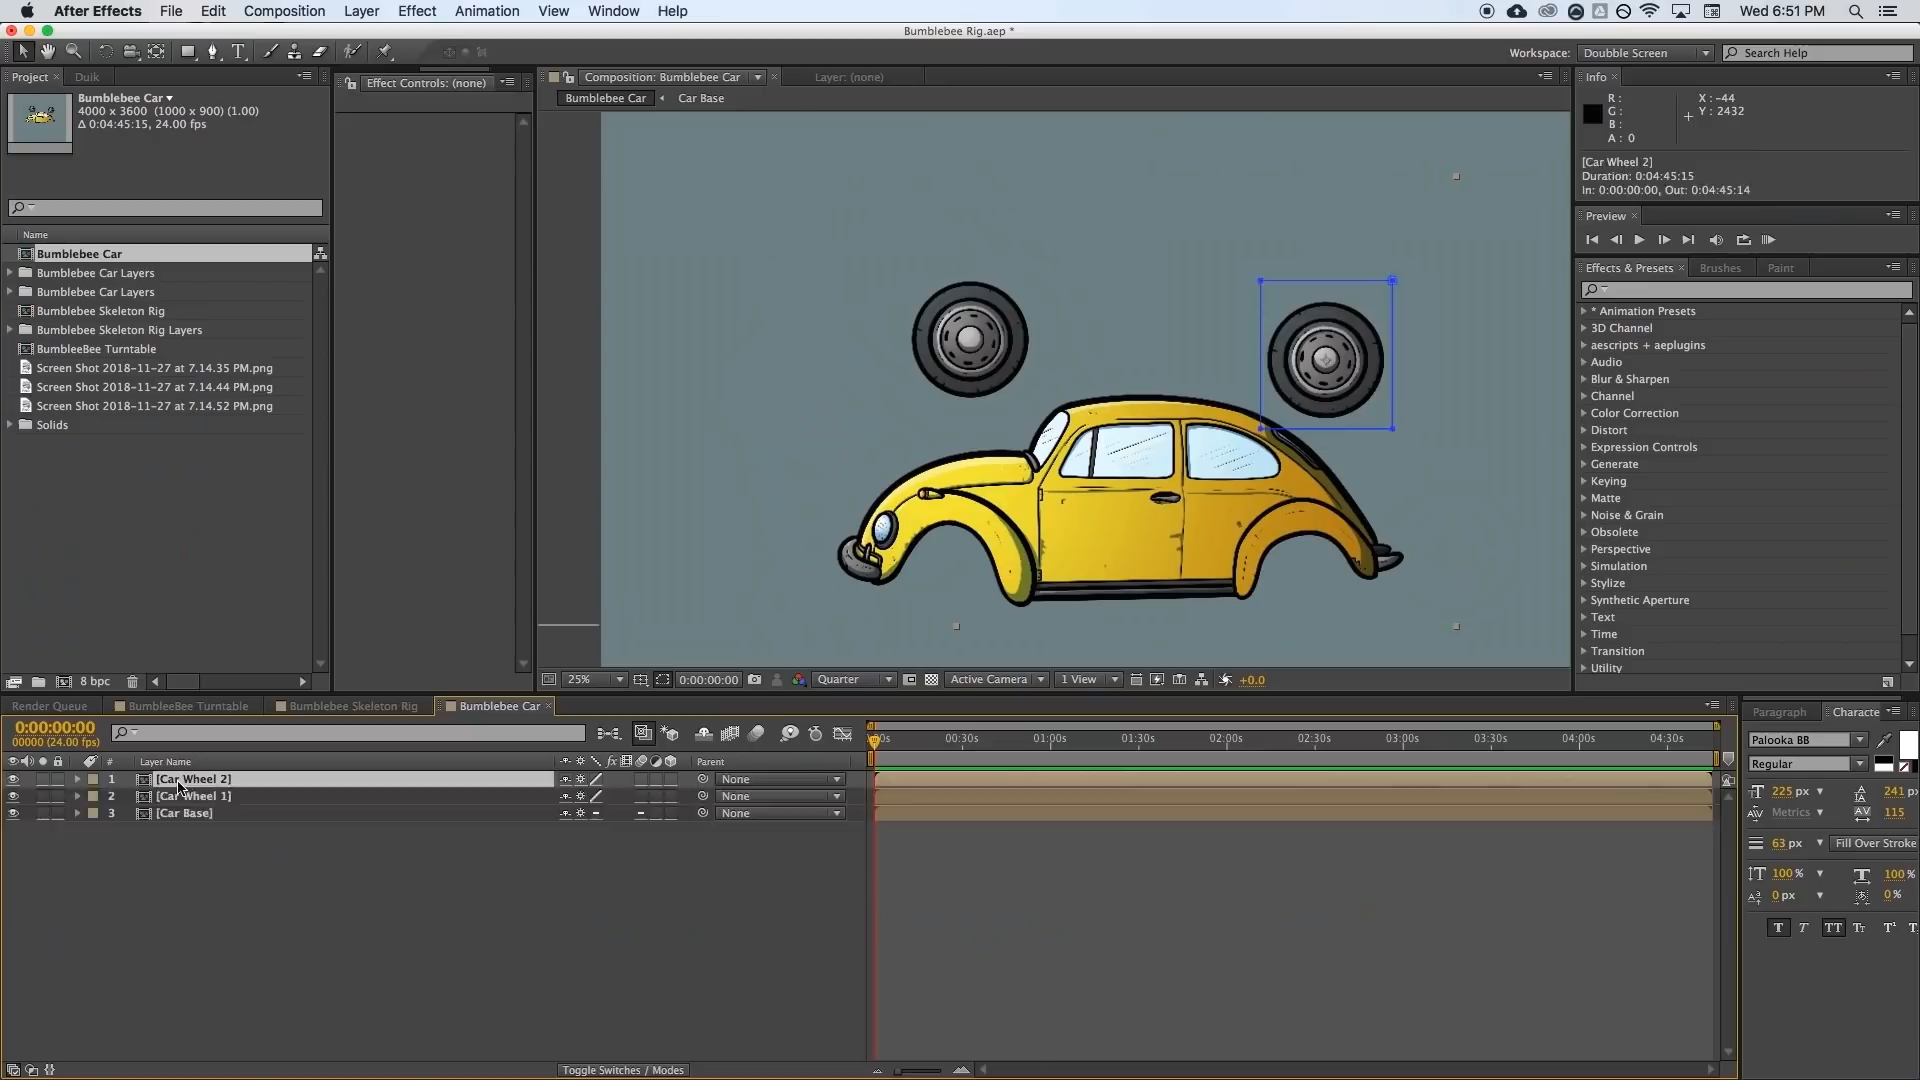 After Effects File Edit Composition Layer Effect Animation View Window Help Wed 6:51 PM
Bumblebee Rig.aep *
Workspace: Doubble Screen Search Help
Project × Duik
Bumblebee Car
4000 x 3600 (1000 x 900) (1.00)
Δ 0:04:45:15, 24.00 fps
Name
Bumblebee Car
Bumblebee Car Layers
Bumblebee Car Layers
Bumblebee Skeleton Rig
Bumblebee Skeleton Rig Layers
BumbleeBee Turntable
Screen Shot 2018-11-27 at 7.14.35 PM.png
Screen Shot 2018-11-27 at 7.14.44 PM.png
Screen Shot 2018-11-27 at 7.14.52 PM.png
Solids
8 bpc
Effect Controls: (none)
Composition: Bumblebee Car × Layer: (none)
Bumblebee Car Car Base
25% 0:00:00:00 Quarter Active Camera 1 View +0.0
Info ×
R :
G :
B :
A : 0
X : -44
Y : 2432
[Car Wheel 2]
Duration: 0:04:45:15
In: 0:00:00:00, Out: 0:04:45:14
Preview ×
Effects & Presets × Brushes Paint
* Animation Presets
3D Channel
aescripts + aeplugins
Audio
Blur & Sharpen
Channel
Color Correction
Distort
Expression Controls
Generate
Keying
Matte
Noise & Grain
Obsolete
Perspective
Simulation
Stylize
Synthetic Aperture
Text
Time
Transition
Utility
Render Queue BumbleeBee Turntable Bumblebee Skeleton Rig Bumblebee Car ×
0:00:00:00
00000 (24.00 fps)
# Layer Name fx Parent
1 [Car Wheel 2] None
2 [Car Wheel 1] None
3 [Car Base] None
0s 00:30s 01:00s 01:30s 02:00s 02:30s 03:00s 03:30s 04:00s 04:30s
Toggle Switches / Modes
Paragraph Characte
Palooka BB
Regular
225 px 241 px
Metrics 115
63 px Fill Over Stroke
100 % 100 %
0 px 0 %
T T TT Tt T¹ T,